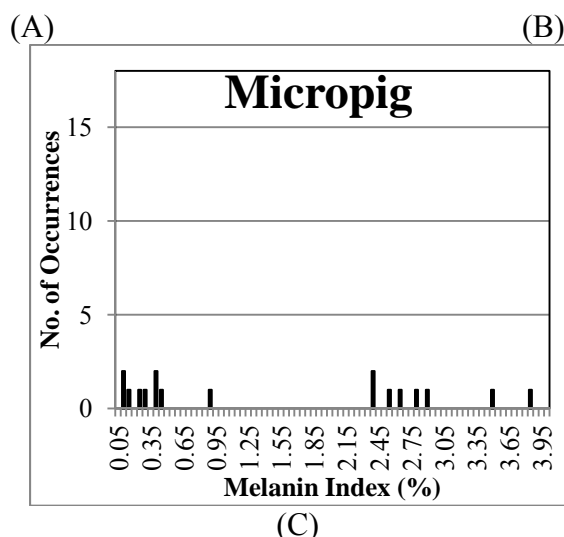 (A) (B)
Micropig
No. of Occurrences
15
10
5
0
0.05 0.35 0.65 0.95 1.25 1.55 1.85 2.15 2.45 2.75 3.05 3.35 3.65 3.95
Melanin Index (%)
(C)